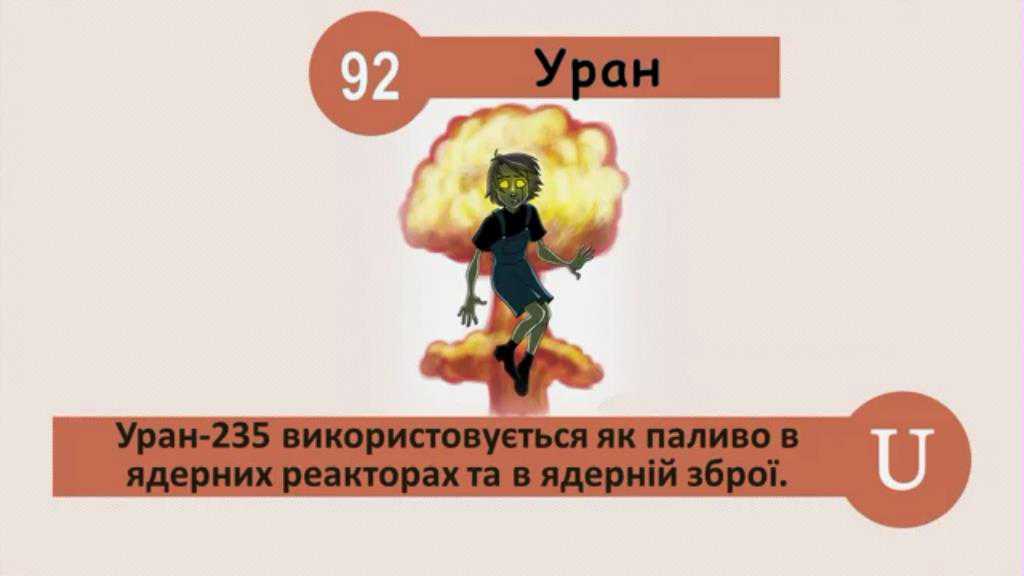 92
Уран
Уран-235 використовується як паливо в
ядерних реакторах та в ядерній зброї.
U